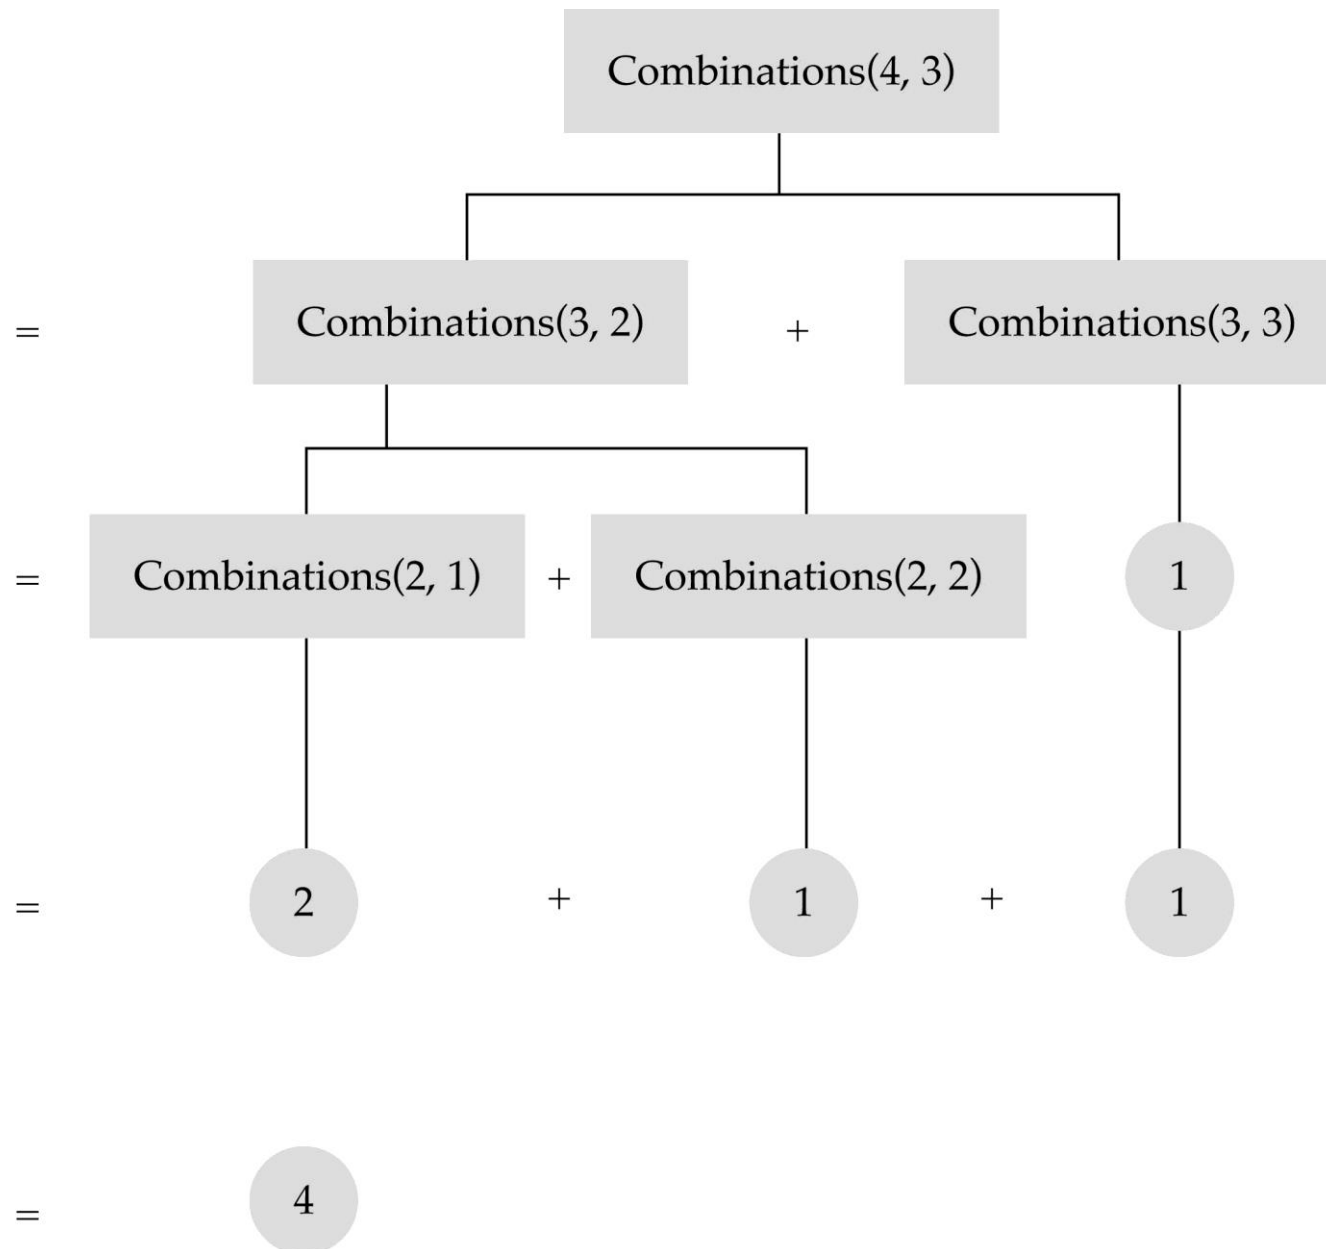 Combinations(4, 3)
= Combinations(3, 2) + Combinations(3, 3)
= Combinations(2, 1) + Combinations(2, 2) 1
= 2 + 1 + 1
= 4